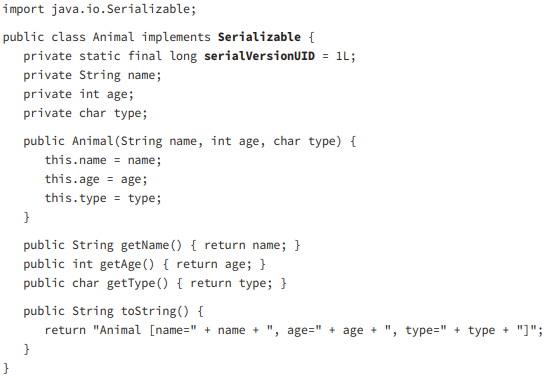 import java.io.Serializable;
public class Animal implements Serializable {
   private static final long serialVersionUID = 1L;
   private String name;
   private int age;
   private char type;
   public Animal(String name, int age, char type) {
      this.name = name;
      this.age = age;
      this.type = type;
   }
   public String getName() { return name; }
   public int getAge() { return age; }
   public char getType() { return type; }
   public String toString() {
      return "Animal [name=" + name + ", age=" + age + ", type=" + type + "]";
   }
}